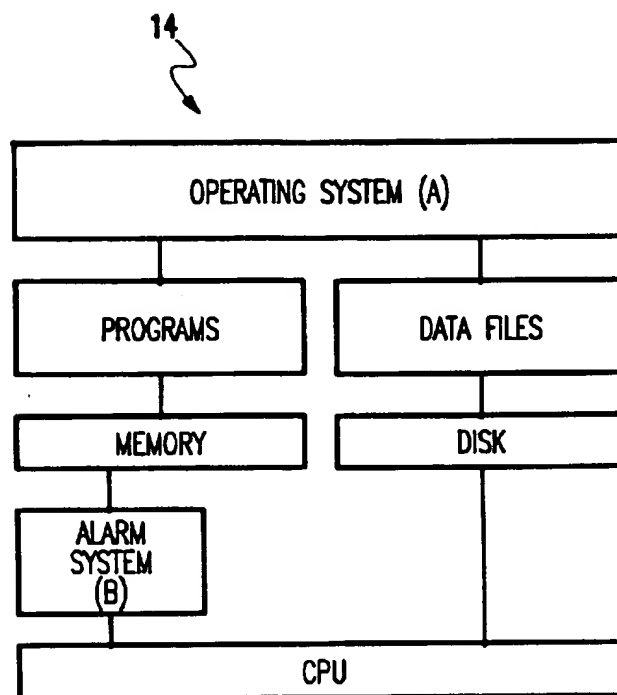 14
OPERATING SYSTEM (A)
PROGRAMS
DATA FILES
MEMORY
DISK
ALARM
SYSTEM
(B)
CPU